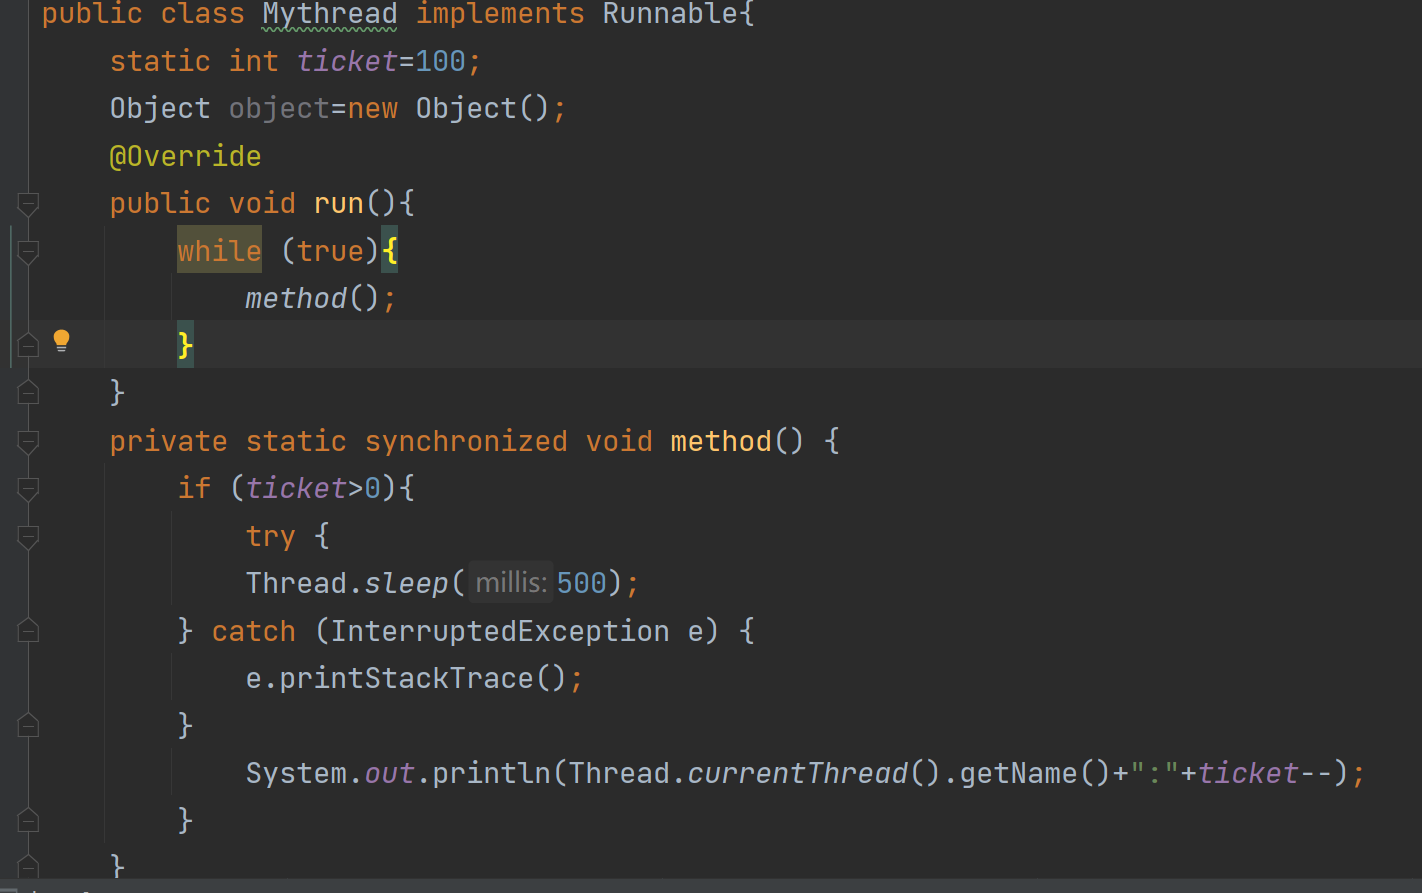 public class Mythread implements Runnable{
static int ticket=100;
Object object=new Object();
@Override
public void run(){
while (true){
method();
}
}
private static synchronized void method() {
if (ticket>0){
try {
Thread.sleep( millis: 500);
} catch (InterruptedException e) {
e.printStackTrace();
}
System.out.println(Thread.currentThread().getName()+":"+ticket--);
}
}